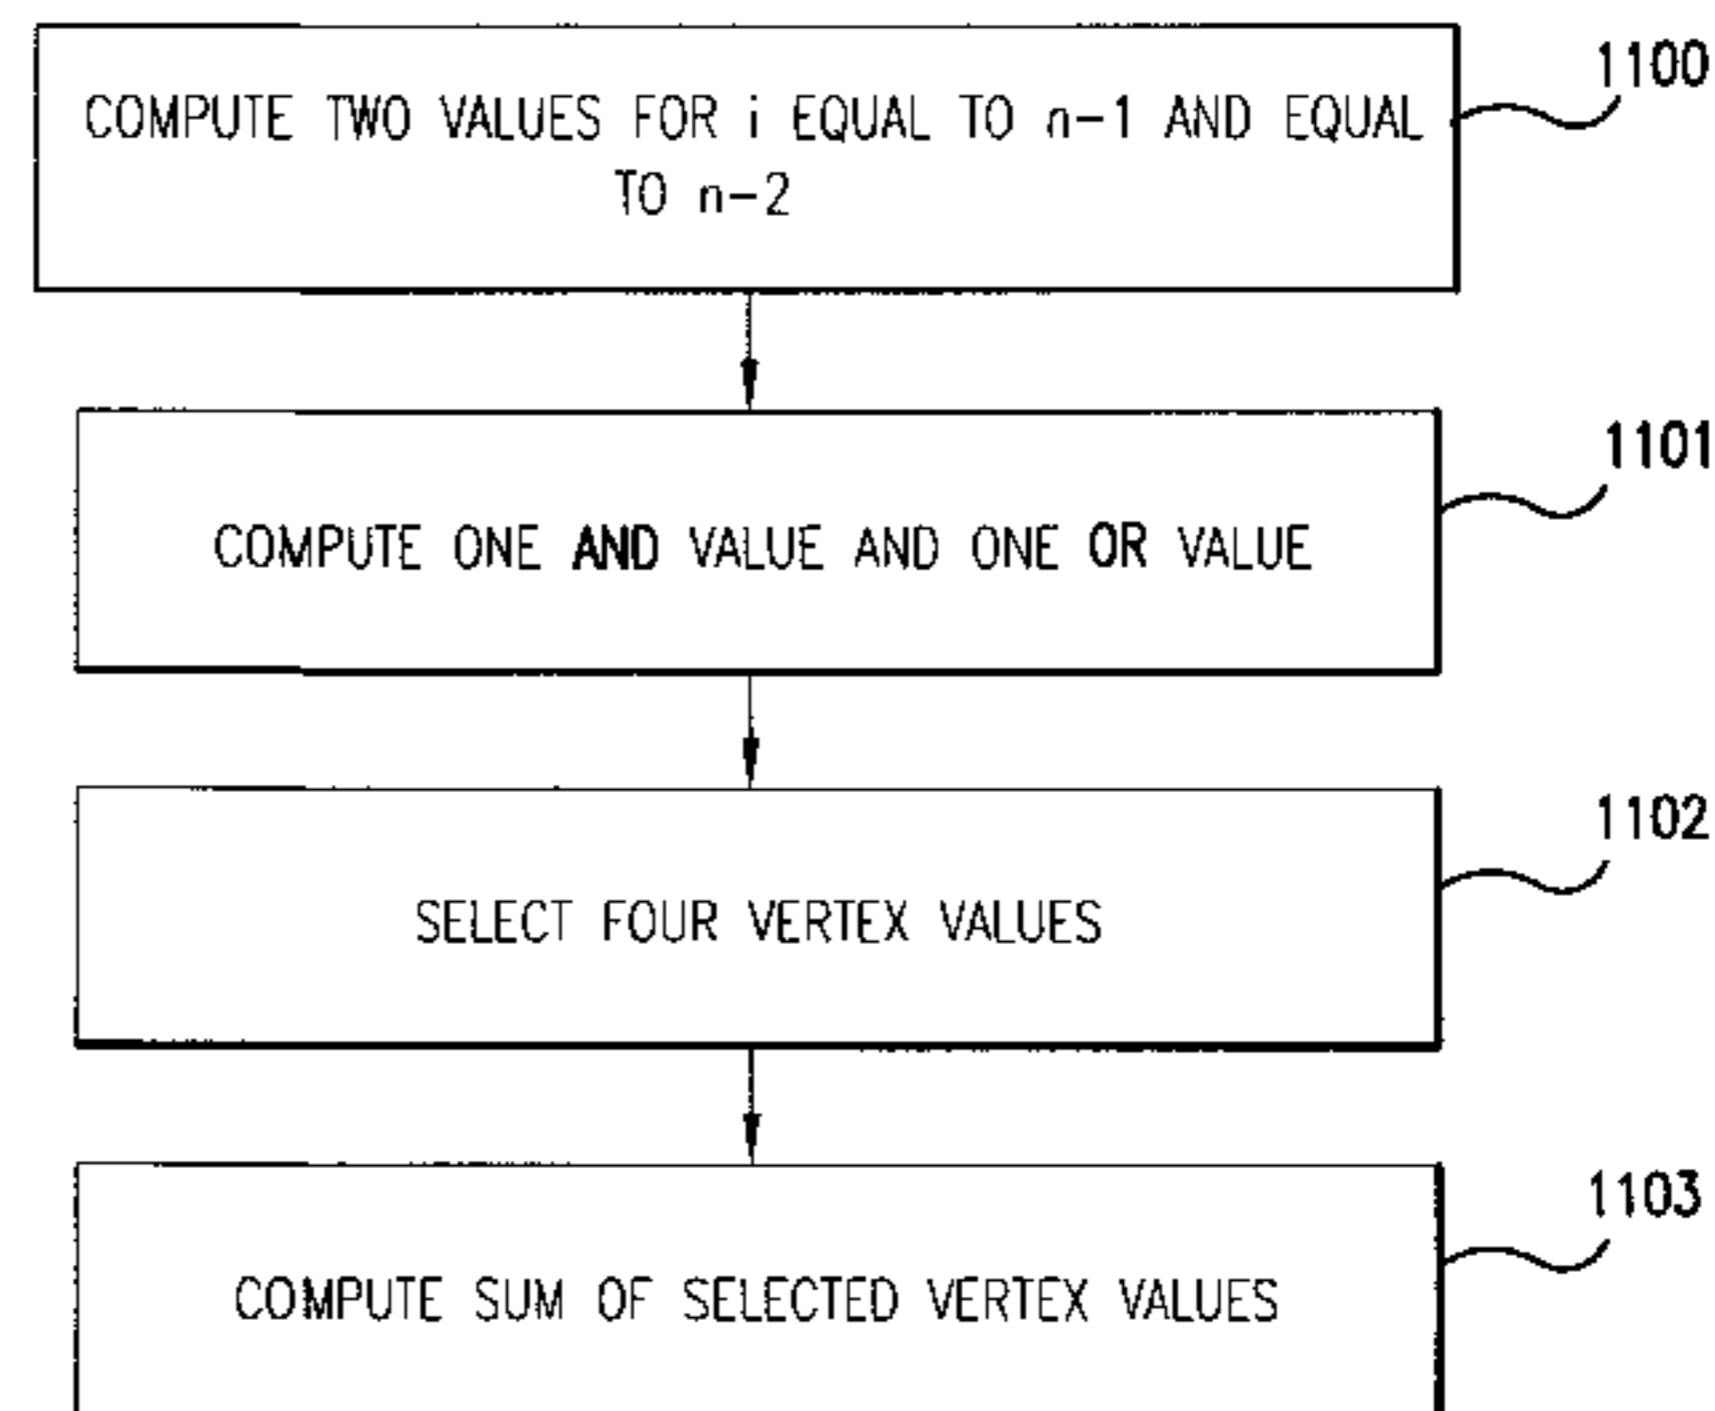 COMPUTE TWO VALUES FOR i EQUAL TO n-1 AND EQUAL
TO n-2
1100
COMPUTE ONE AND VALUE AND ONE OR VALUE
1101
SELECT FOUR VERTEX VALUES
1102
COMPUTE SUM OF SELECTED VERTEX VALUES
1103